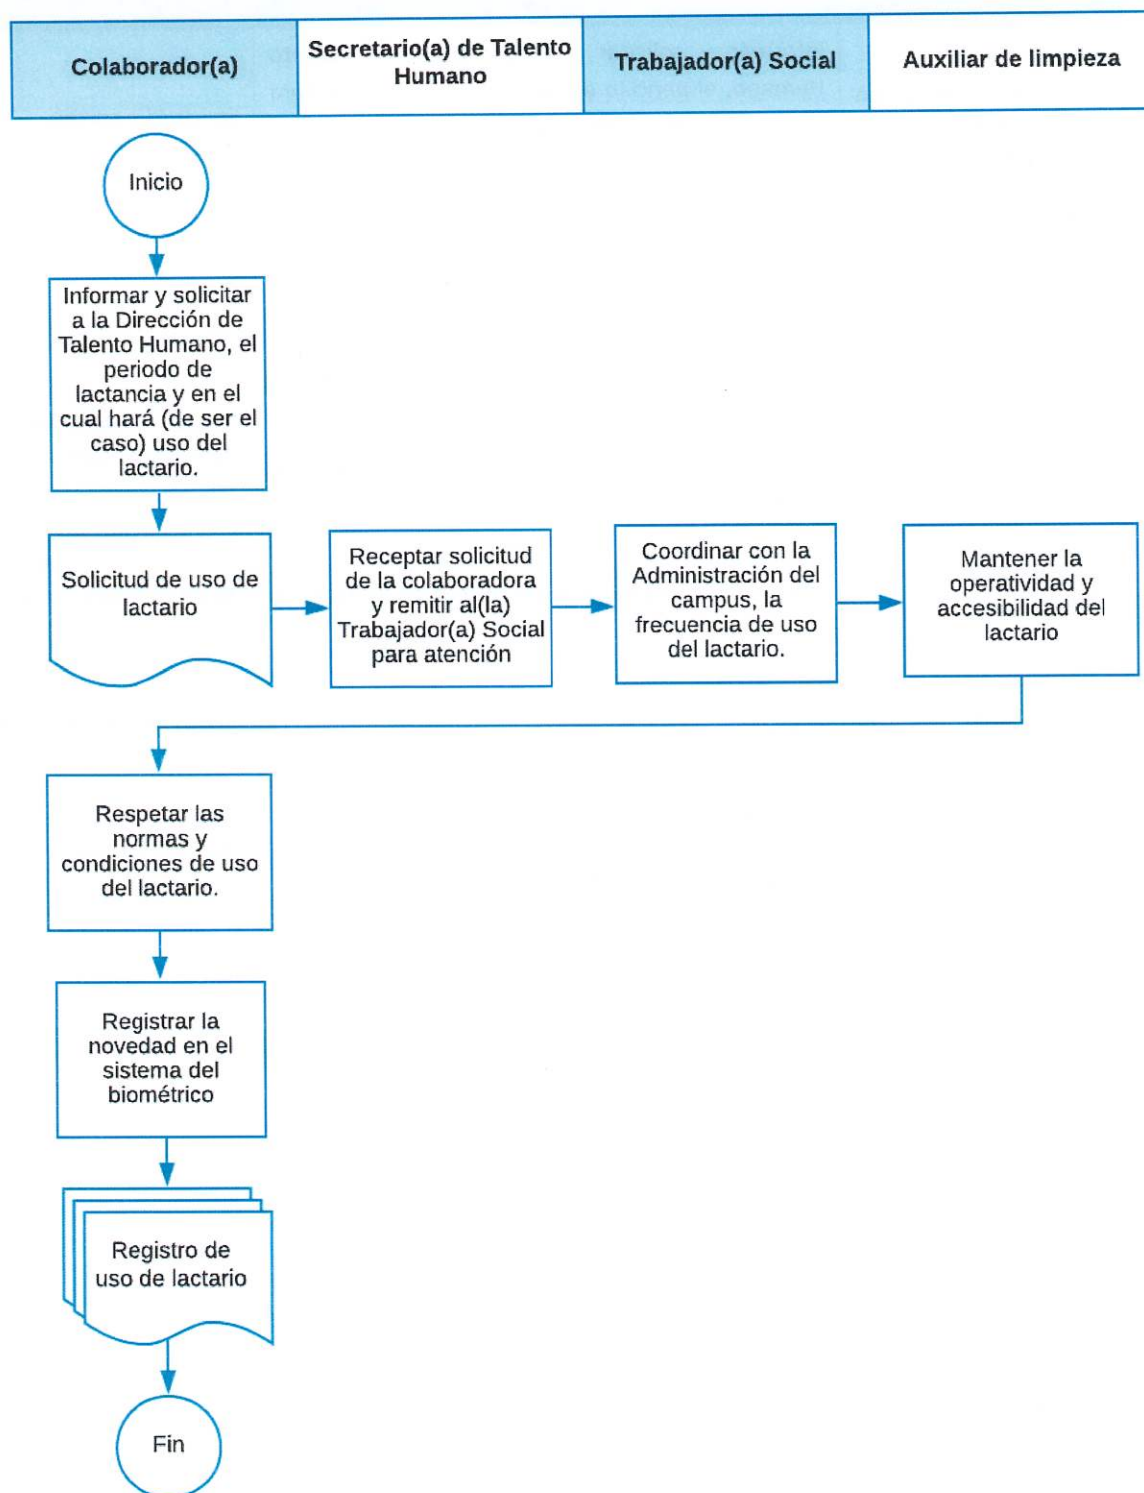 Colaborador(a)
Secretario(a) de Talento
Humano
Trabajador(a) Social
Auxiliar de limpieza
Inicio
Informar y solicitar
a la Dirección de
Talento Humano, el
periodo de
lactancia y en el
cual hará (de ser el
caso) uso del
lactario.
Solicitud de uso de
lactario
Receptar solicitud
de la colaboradora
y remitir al(la)
Trabajador(a) Social
para atención
Coordinar con la
Administración del
campus, la
frecuencia de uso
del lactario.
Mantener la
operatividad y
accesibilidad del
lactario
Respetar las
normas y
condiciones de uso
del lactario.
Registrar la
novedad en el
sistema del
biométrico
Registro de
uso de lactario
Fin